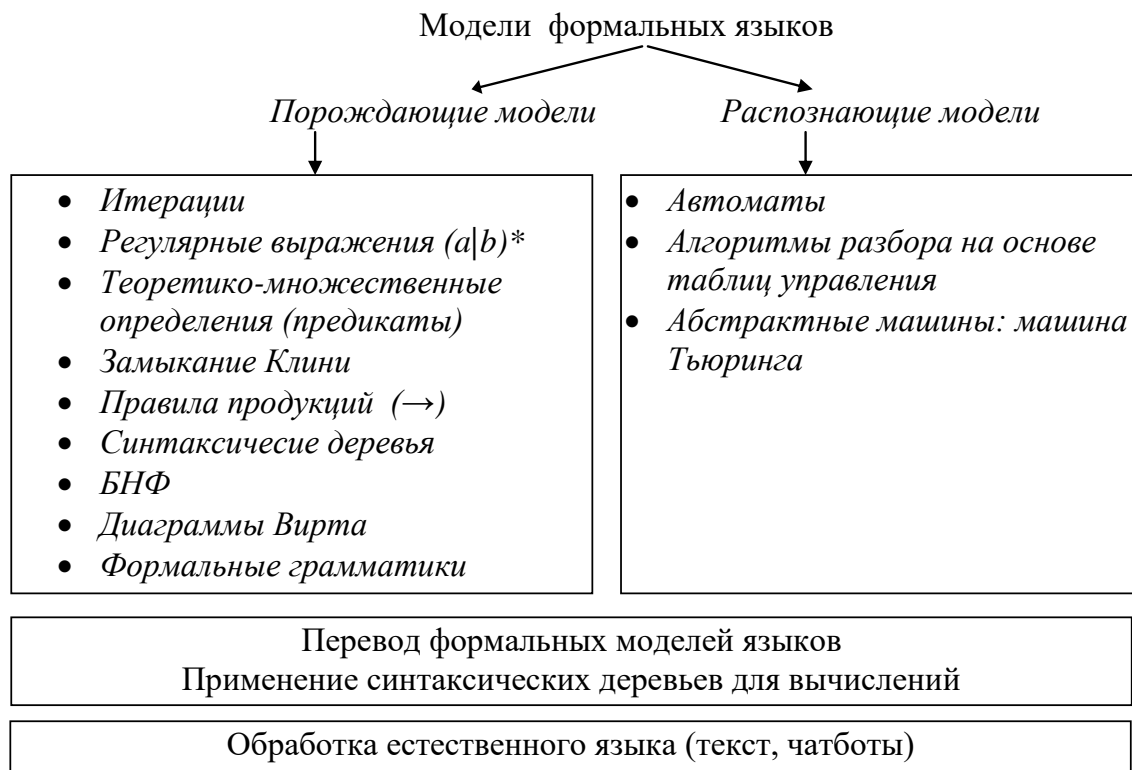 Модели формальных языков
Порождающие модели
Распознающие модели
• Итерации
• Регулярные выражения (a|b)*
• Теоретико-множественные
определения (предикаты)
• Замыкание Клини
• Правила продукций (→)
• Синтаксичесие деревья
• БНФ
• Диаграммы Вирта
• Формальные грамматики
• Автоматы
• Алгоритмы разбора на основе
таблиц управления
• Абстрактные машины: машина
Тьюринга
Перевод формальных моделей языков
Применение синтаксических деревьев для вычислений
Обработка естественного языка (текст, чатботы)